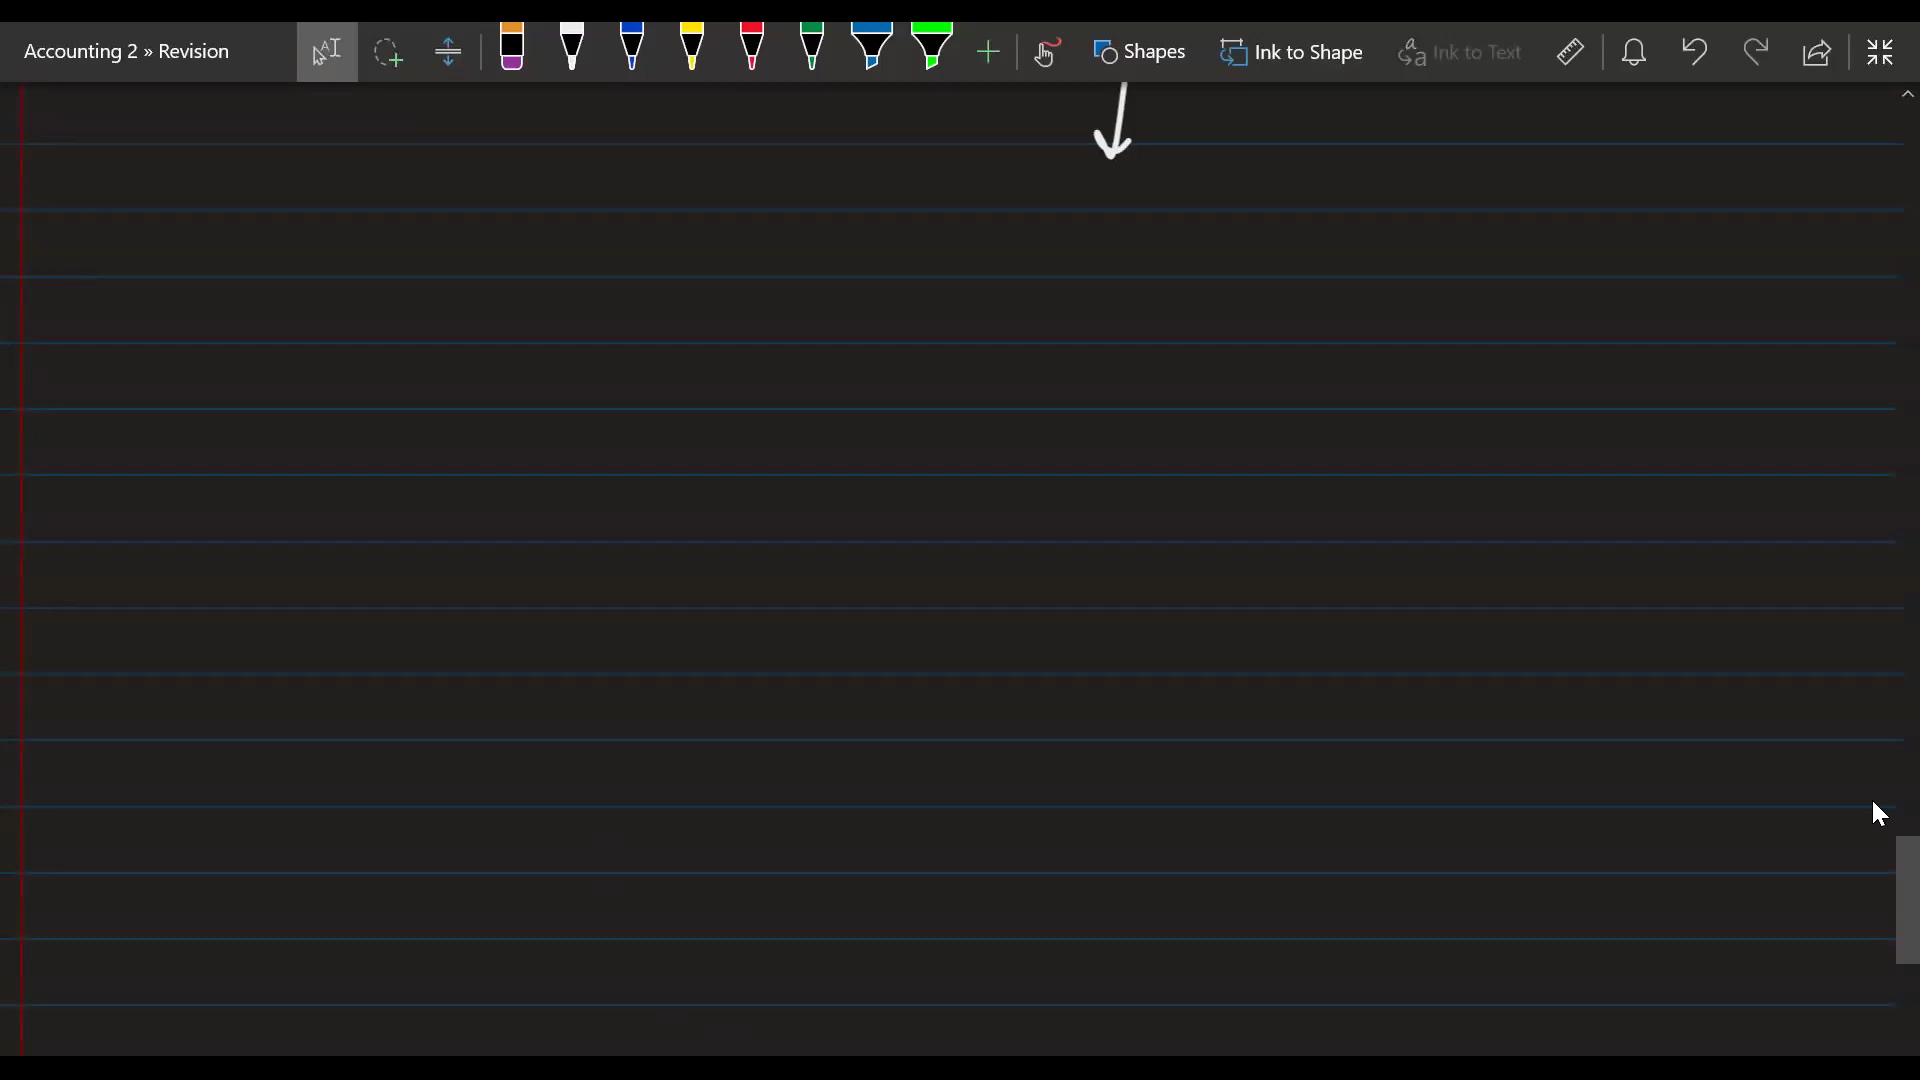 Accounting 2 » Revision
Shapes
Ink to Shape
Ink to Text